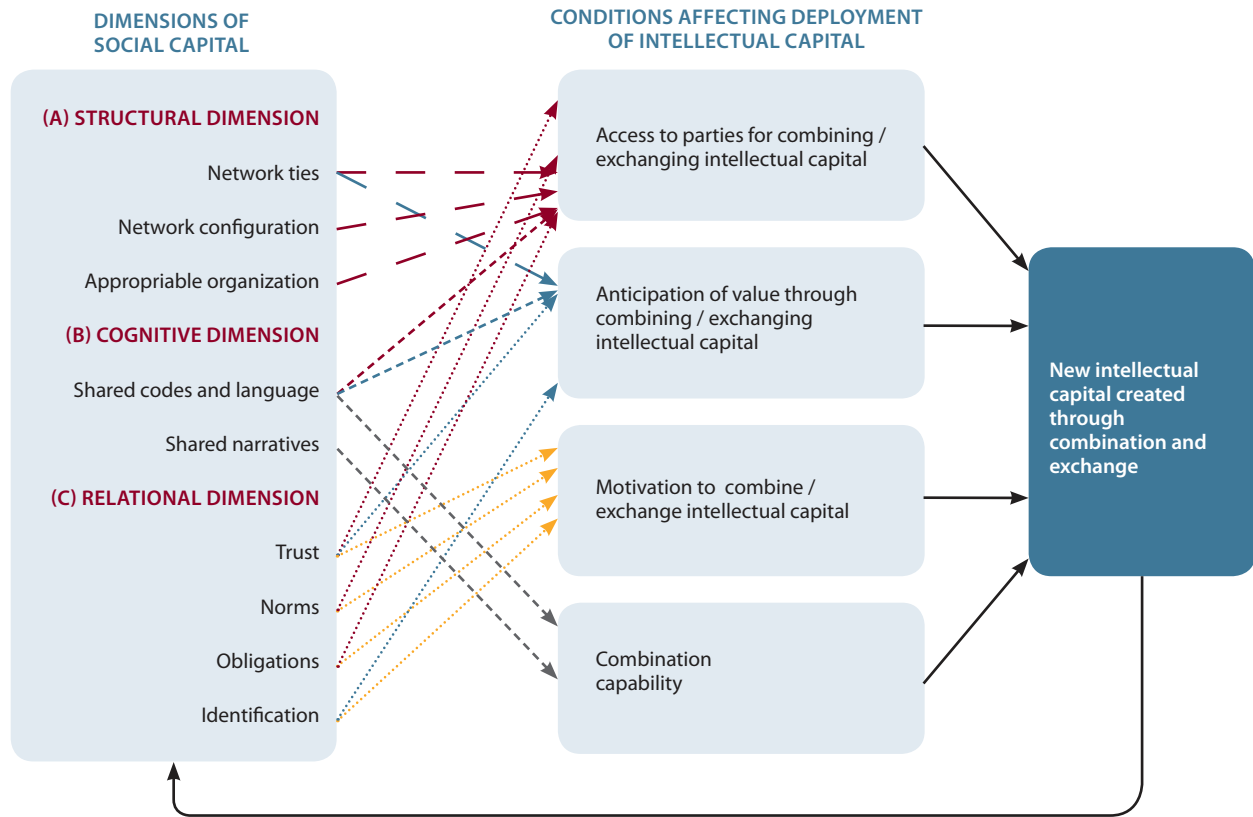 DIMENSIONS OF
SOCIAL CAPITAL
(A) STRUCTURAL DIMENSION
Network ties
Network configuration
Appropriable organization
(B) COGNITIVE DIMENSION
Shared codes and language
Shared narratives
(C) RELATIONAL DIMENSION
Trust
Norms
Obligations
Identification
CONDITIONS AFFECTING DEPLOYMENT
OF INTELLECTUAL CAPITAL
Access to parties for combining /
exchanging intellectual capital
Anticipation of value through
combining / exchanging
intellectual capital
Motivation to combine /
exchange intellectual capital
Combination
capability
New intellectual
capital created
through
combination and
exchange